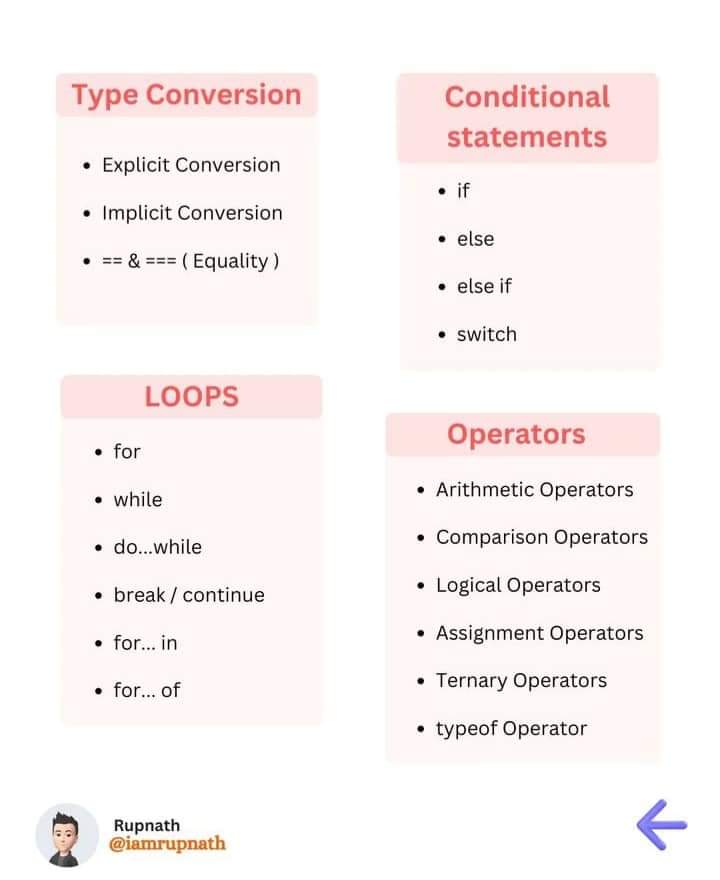 Type Conversion
• Explicit Conversion
• Implicit Conversion
• == & === ( Equality )
Conditional
statements
• if
• else
• else if
• switch
LOOPS
• for
• while
• do...while
• break / continue
• for... in
• for... of
Operators
• Arithmetic Operators
• Comparison Operators
• Logical Operators
• Assignment Operators
• Ternary Operators
• typeof Operator
Rupnath
@iamrupnath